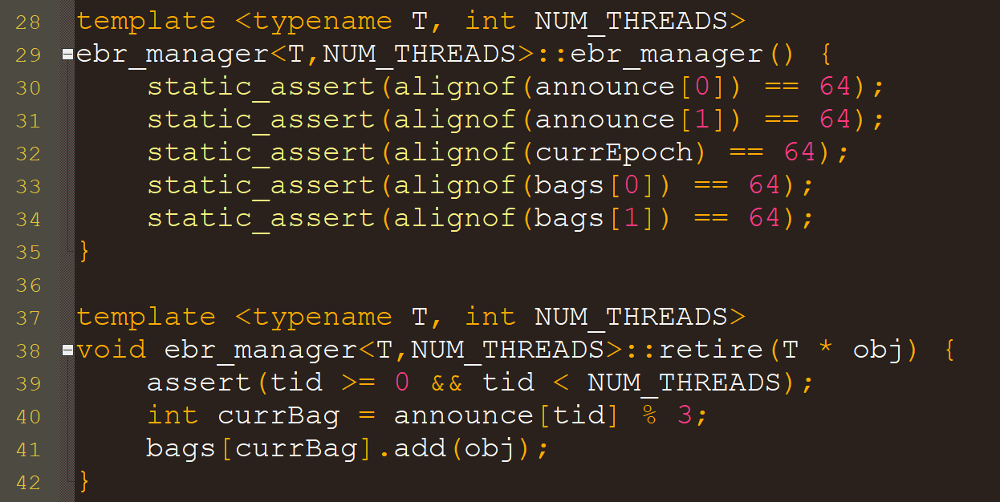 28 template <typename T, int NUM_THREADS>
29 ebr_manager<T,NUM_THREADS>::ebr_manager() {
30     static_assert(alignof(announce[0]) == 64);
31     static_assert(alignof(announce[1]) == 64);
32     static_assert(alignof(currEpoch) == 64);
33     static_assert(alignof(bags[0]) == 64);
34     static_assert(alignof(bags[1]) == 64);
35 }
36
37 template <typename T, int NUM_THREADS>
38 void ebr_manager<T,NUM_THREADS>::retire(T * obj) {
39     assert(tid >= 0 && tid < NUM_THREADS);
40     int currBag = announce[tid] % 3;
41     bags[currBag].add(obj);
42 }